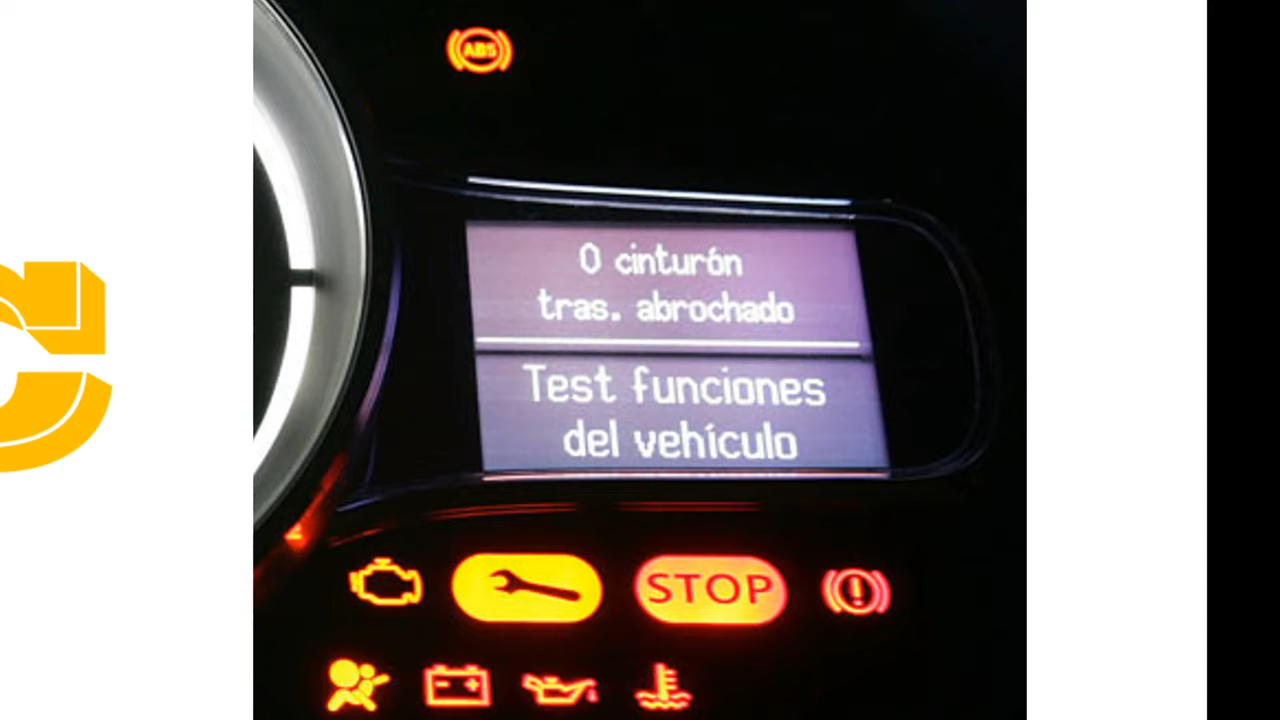 ABS
0 cinturón
tras. abrochado
Test funciones
del vehículo
STOP